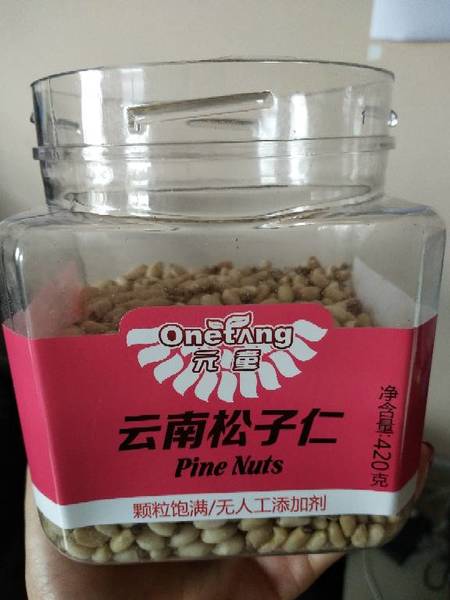 Onetang
元童
云南松子仁
Pine Nuts
净含量:420克
颗粒饱满/无人工添加剂